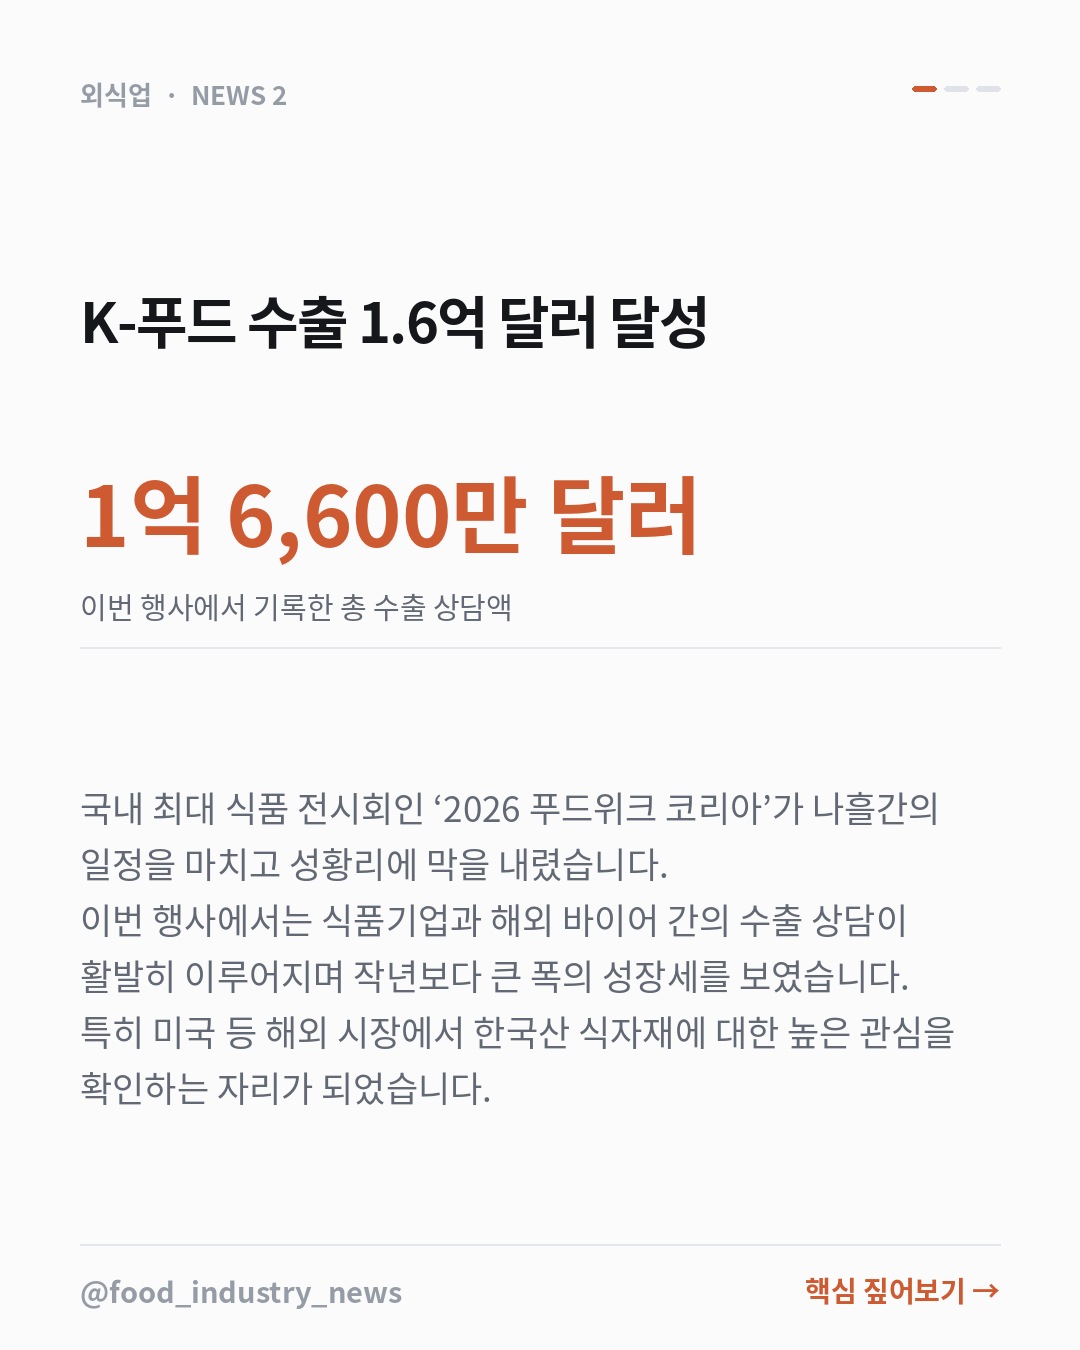 외식업 · NEWS 2
K-푸드 수출 1.6억 달러 달성
1억 6,600만 달러
이번 행사에서 기록한 총 수출 상담액
국내 최대 식품 전시회인 ‘2026 푸드위크 코리아’가 나흘간의
일정을 마치고 성황리에 막을 내렸습니다.
이번 행사에서는 식품기업과 해외 바이어 간의 수출 상담이
활발히 이루어지며 작년보다 큰 폭의 성장세를 보였습니다.
특히 미국 등 해외 시장에서 한국산 식자재에 대한 높은 관심을
확인하는 자리가 되었습니다.
@food_industry_news
핵심 짚어보기 →